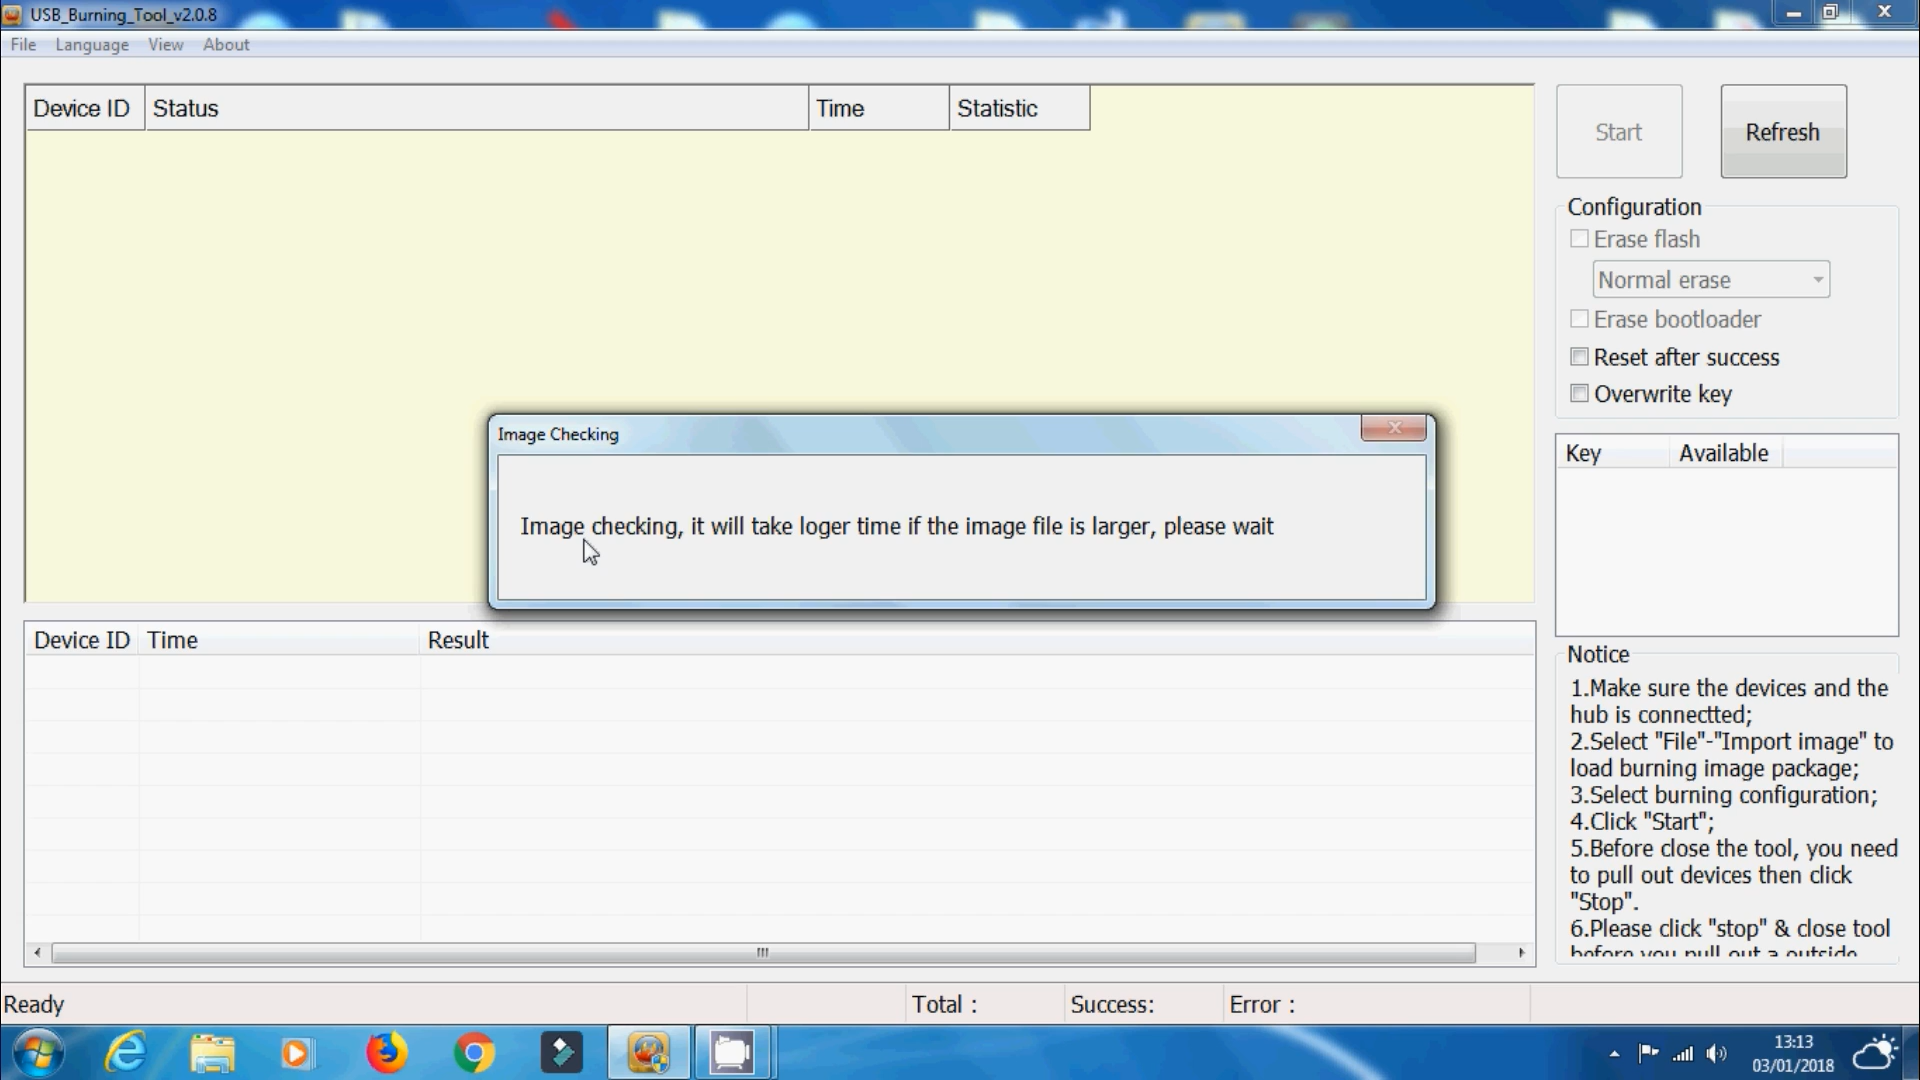 USB_Burning_Tool_v2.0.8
File Language View About
Device ID Status Time Statistic
Start Refresh
Configuration
Erase flash
Normal erase
Erase bootloader
Reset after success
Overwrite key
Image Checking
Image checking, it will take loger time if the image file is larger, please wait
Key Available
Device ID Time Result
Notice
1.Make sure the devices and the
hub is connectted;
2.Select "File"-"Import image" to
load burning image package;
3.Select burning configuration;
4.Click "Start";
5.Before close the tool, you need
to pull out devices then click
"Stop".
6.Please click "stop" & close tool
before you pull out a outside
Ready Total : Success: Error :
13:13
03/01/2018